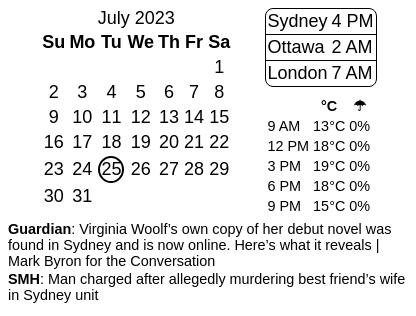 July 2023
Su Mo Tu We Th Fr Sa
1
2 3 4 5 6 7 8
9 10 11 12 13 14 15
16 17 18 19 20 21 22
23 24 25 26 27 28 29
30 31
Sydney 4 PM
Ottawa 2 AM
London 7 AM
°C ☂
9 AM 13°C 0%
12 PM 18°C 0%
3 PM 19°C 0%
6 PM 18°C 0%
9 PM 15°C 0%
Guardian: Virginia Woolf’s own copy of her debut novel was
found in Sydney and is now online. Here’s what it reveals |
Mark Byron for the Conversation
SMH: Man charged after allegedly murdering best friend’s wife
in Sydney unit